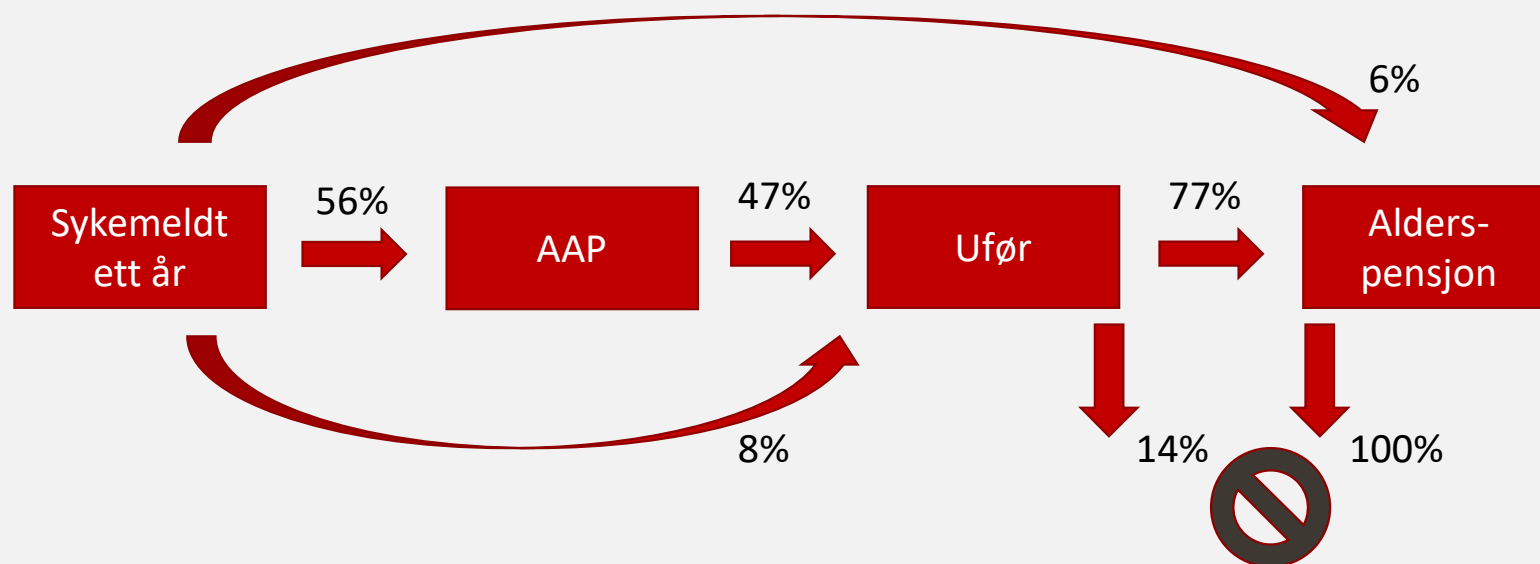 6%
Sykemeldt
ett år
56%
AAP
47%
Ufør
77%
Alders-
pensjon
8%
14%
100%